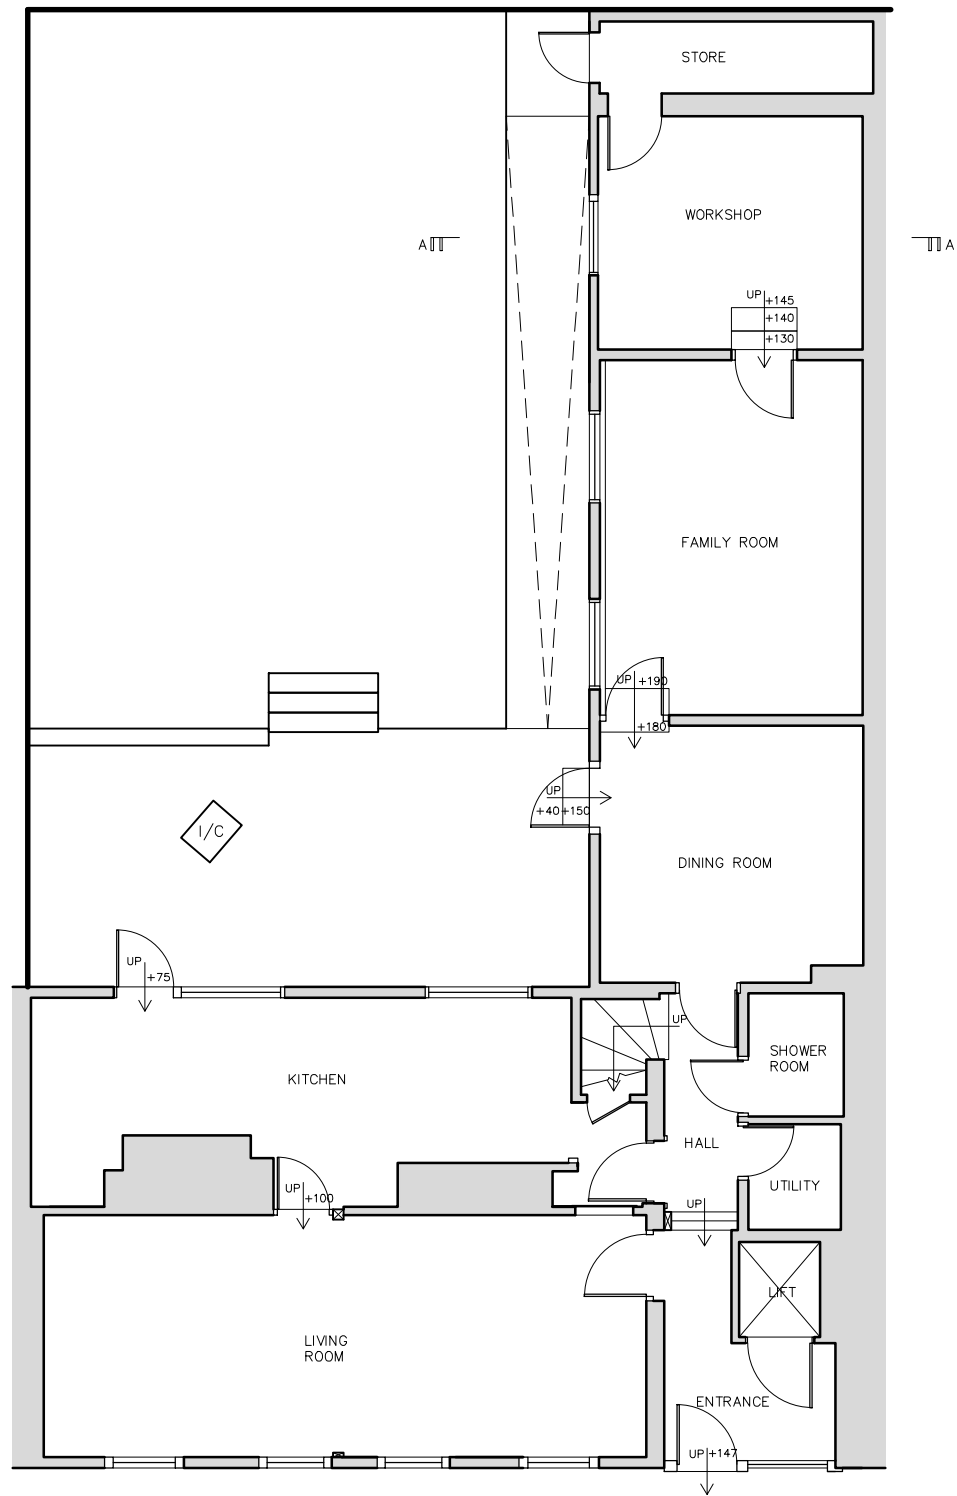 STORE
WORKSHOP
A
A
UP
+145
+140
+130
FAMILY ROOM
UP
+190
+180
UP
+40
+150
I/C
DINING ROOM
UP
+75
UP
KITCHEN
SHOWER
ROOM
HALL
UP
+100
UP
UTILITY
LIFT
LIVING
ROOM
ENTRANCE
UP
+147